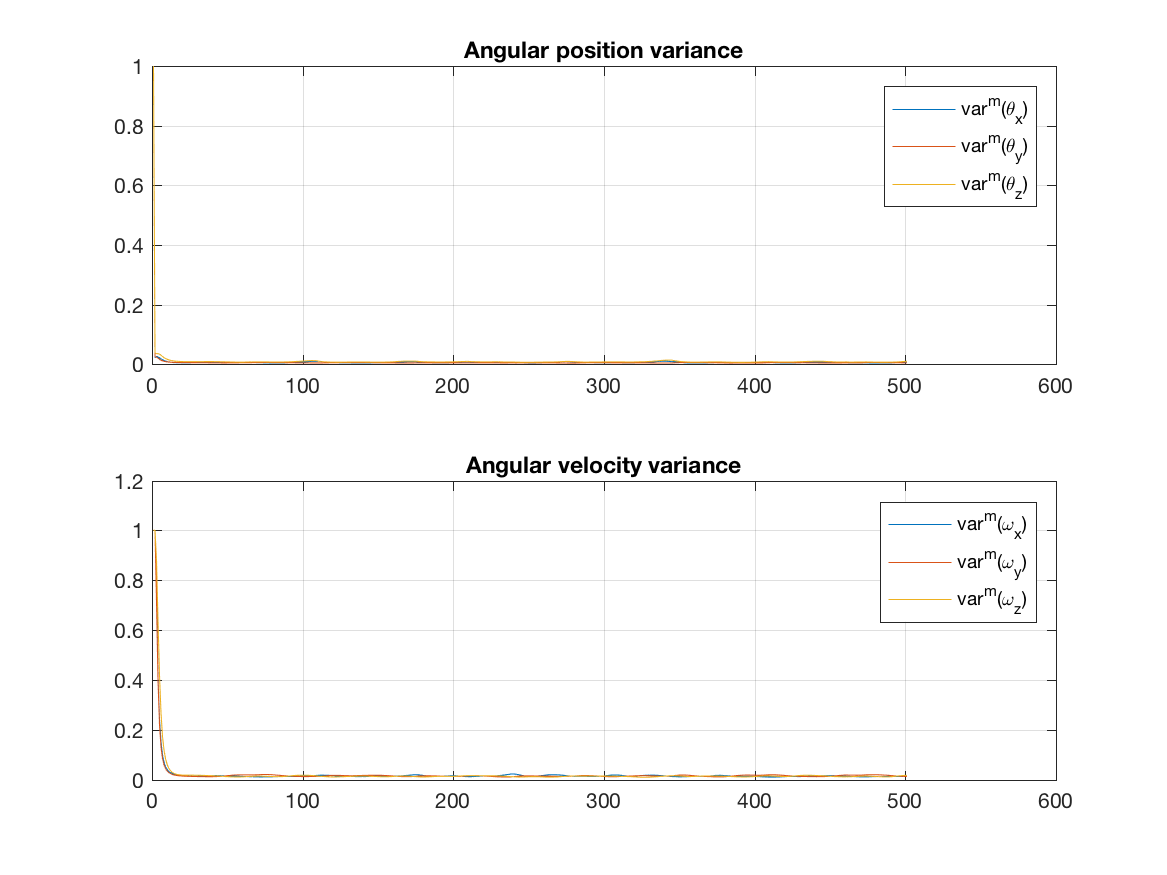 Angular position variance
1
0.8
0.6
0.4
0.2
0
0 100 200 300 400 500 600
var^m(θ_x)
var^m(θ_y)
var^m(θ_z)
Angular velocity variance
1.2
1
0.8
0.6
0.4
0.2
0
0 100 200 300 400 500 600
var^m(ω_x)
var^m(ω_y)
var^m(ω_z)